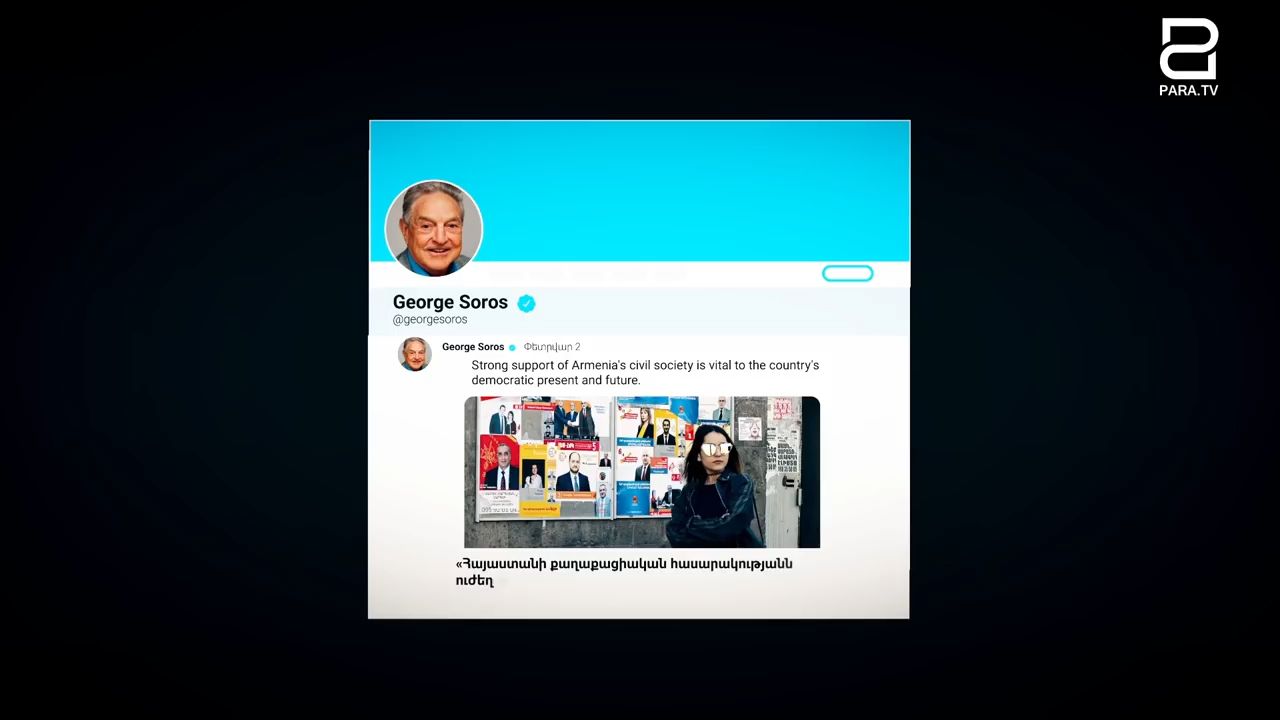 PARA.TV
George Soros
@georgesoros
George Soros Փետրվար 2
Strong support of Armenia's civil society is vital to the country's
democratic present and future.
«Հայաստանի քաղաքացիական հասարակությանն
ուժեղ